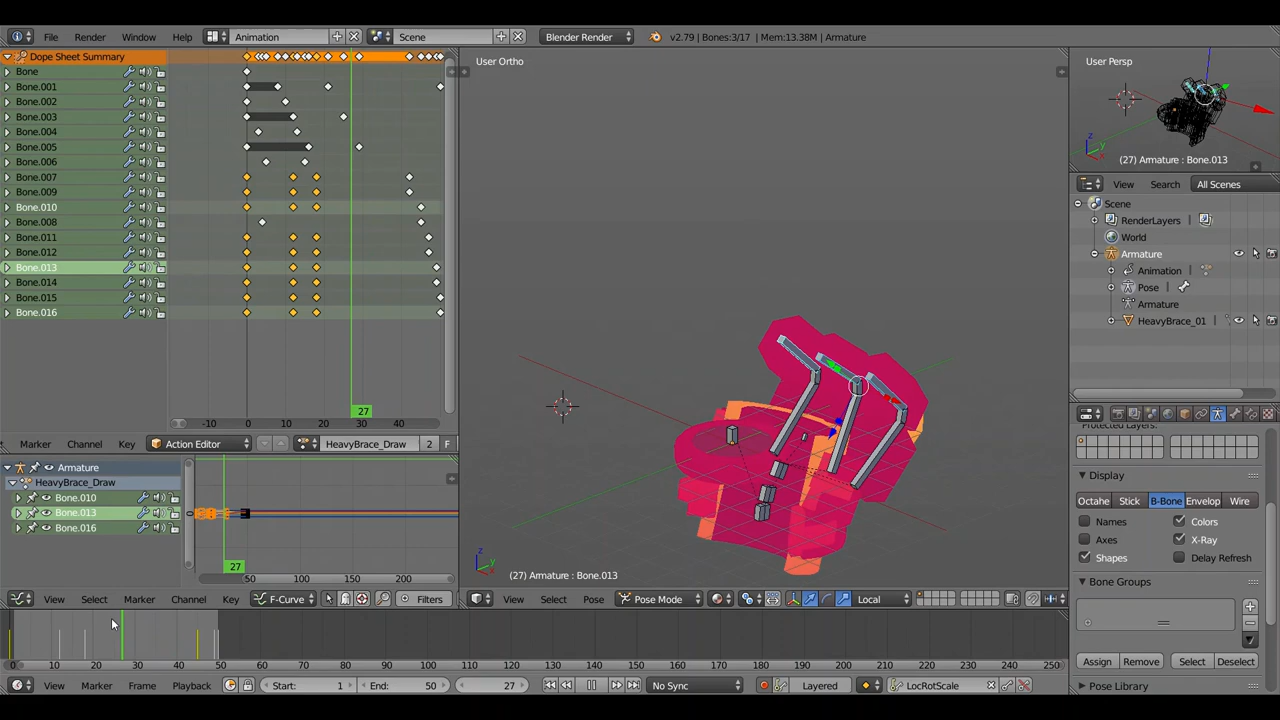 File Render Window Help Animation Scene Blender Render v2.79 | Bones:3/17 | Mem:13.38M | Armature
Dope Sheet Summary
Bone
Bone.001
Bone.002
Bone.003
Bone.004
Bone.005
Bone.006
Bone.007
Bone.009
Bone.010
Bone.008
Bone.011
Bone.012
Bone.013
Bone.014
Bone.015
Bone.016
-10 0 10 20 27 30 40
Marker Channel Key Action Editor HeavyBrace_Draw 2 F
Armature
HeavyBrace_Draw
Bone.010
Bone.013
Bone.016
27 50 100 150 200
View Select Marker Channel Key F-Curve Filters
User Ortho
(27) Armature : Bone.013
View Select Pose Pose Mode Local
User Persp
(27) Armature : Bone.013
View Search All Scenes
Scene
RenderLayers
World
Armature
Animation
Pose
Armature
HeavyBrace_01
Protected Layers:
Display
Octahe Stick B-Bone Envelop Wire
Names Colors
Axes X-Ray
Shapes Delay Refresh
Bone Groups
Assign Remove Select Deselect
Pose Library
0 10 20 30 40 50 60 70 80 90 100 110 120 130 140 150 160 170 180 190 200 210 220 230 240 250
View Marker Frame Playback Start: 1 End: 50 27 No Sync Layered LocRotScale